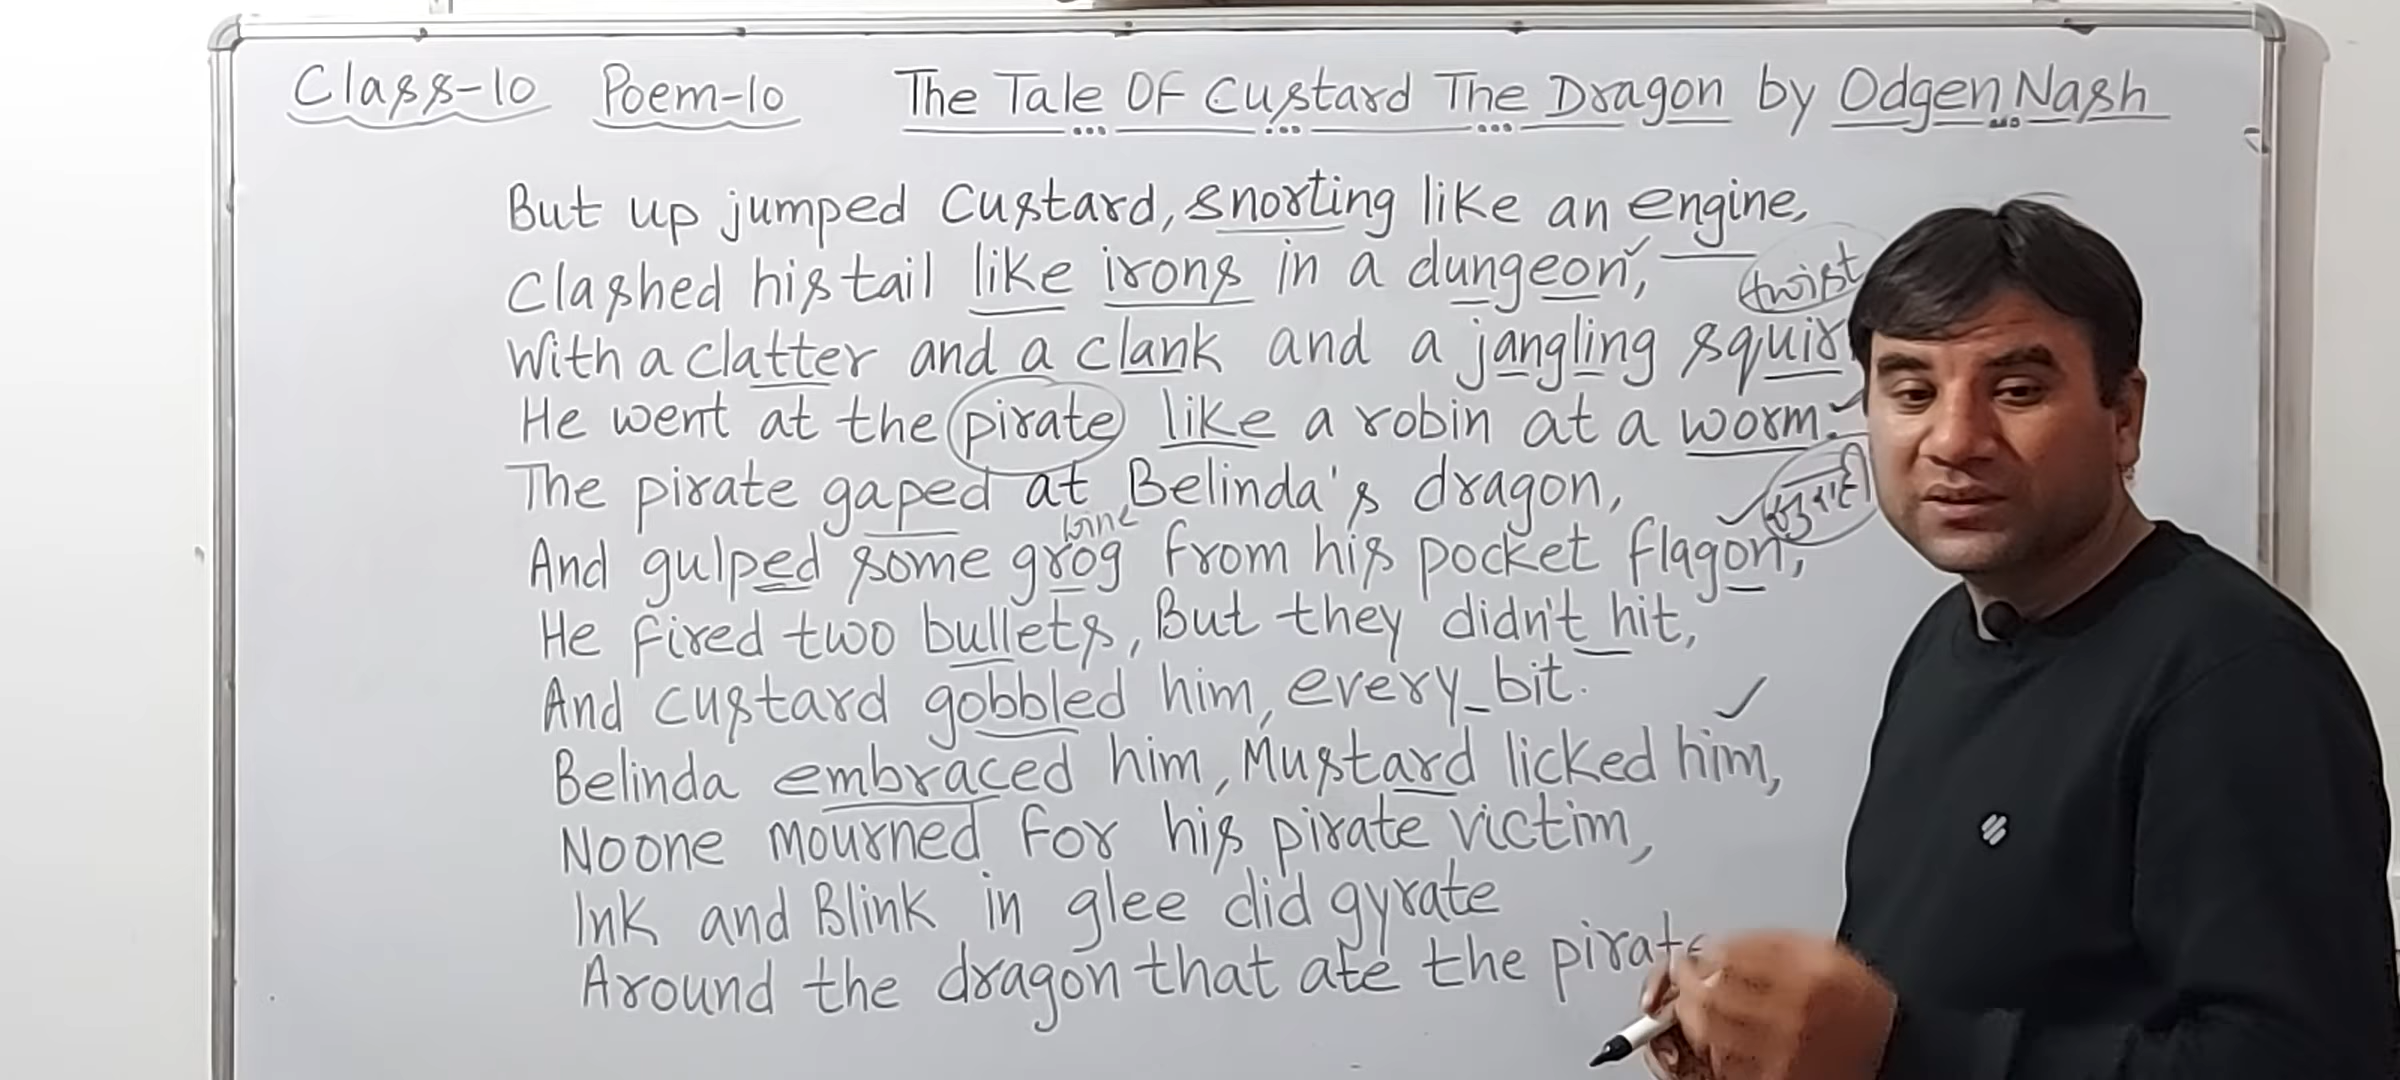 Class-10 Poem-10 The Tale Of Custard The Dragon by Odgen Nash
But up jumped Custard, snorting like an engine,
Clashed his tail like irons in a dungeon,
twist
With a clatter and a clank and a jangling
He went at the pirate like a robin at a worm.
The pirate gaped at Belinda's dragon,
wine
And gulped some grog from his pocket flagon,
He fired two bullets, But they didn't hit,
And custard gobbled him, every bit.
Belinda embraced him, Mustard licked him,
Noone mourned for his pirate victim,
Ink and Blink in glee did gyrate
Around the dragon that ate the pirate